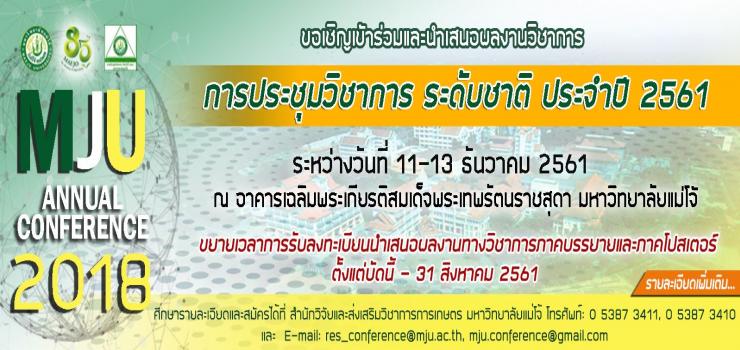 ขอเชิญเข้าร่วมและนำเสนอผลงานวิชาการ
การประชุมวิชาการ ระดับชาติ ประจำปี 2561
MJU
ANNUAL
CONFERENCE
2018
ระหว่างวันที่ 11-13 ธันวาคม 2561
ณ อาคารเฉลิมพระเกียรติสมเด็จพระเทพรัตนราชสุดา มหาวิทยาลัยแม่โจ้
ขยายเวลาการรับลงทะเบียนนำเสนอผลงานทางวิชาการภาคบรรยายและภาคโปสเตอร์
ตั้งแต่บัดนี้ - 31 สิงหาคม 2561
รายละเอียดเพิ่มเติม...
ศึกษารายละเอียดและสมัครได้ที่ สำนักวิจัยและส่งเสริมวิชาการการเกษตร มหาวิทยาลัยแม่โจ้ โทรศัพท์: 0 5387 3411, 0 5387 3410
และ E-mail: res_conference@mju.ac.th, mju.conference@gmail.com